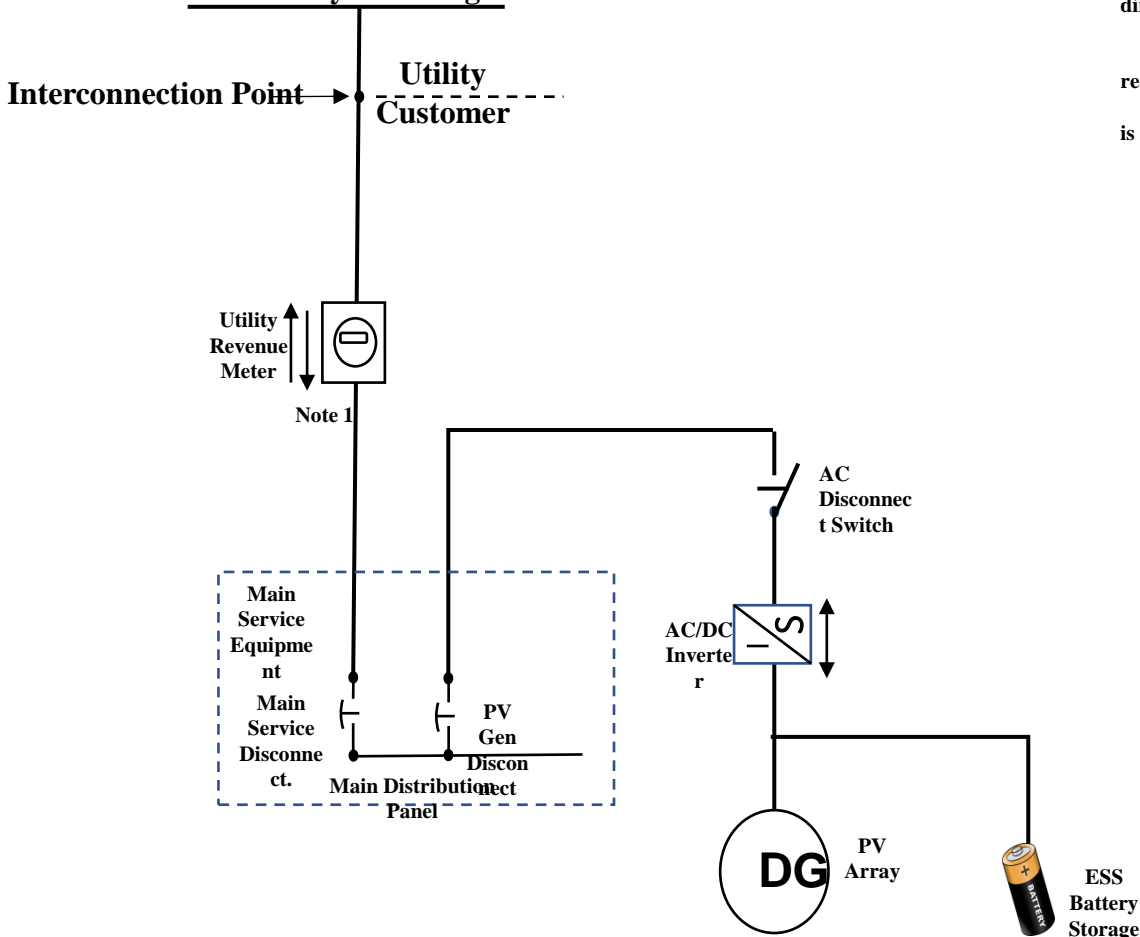 Utility
Interconnection Point
Customer
Utility
Revenue
Meter
Note 1
AC
Disconnec
t Switch
Main
Service
Equipme
nt
AC/DC
Inverte
r
Main
Service
Disconne
ct.
PV
Gen
Discon
nect
Main Distribution
Panel
DG
PV
Array
BATTERY
ESS
Battery
Storage
re
is